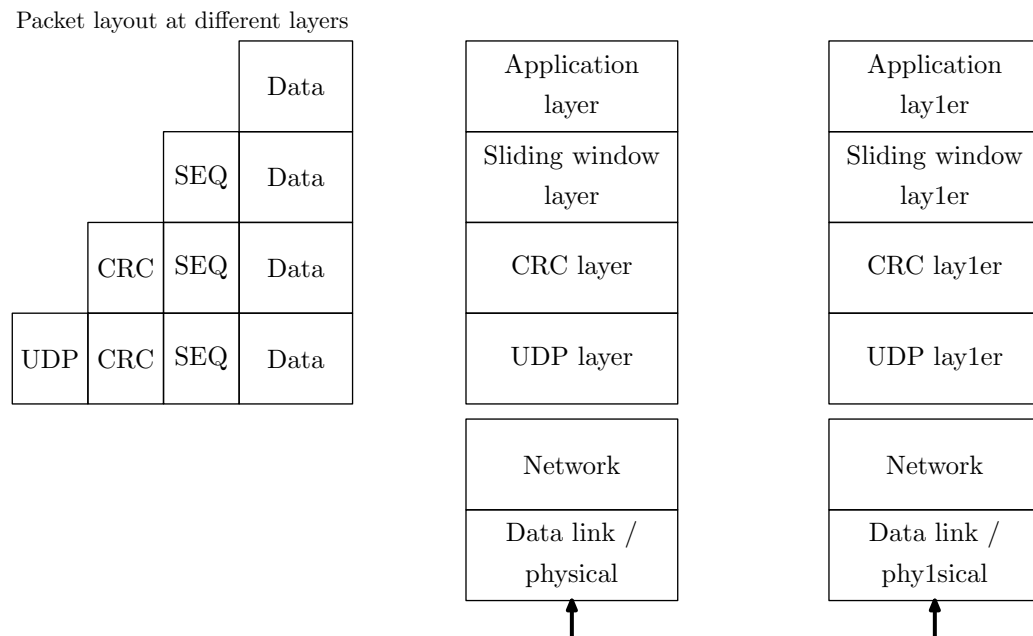 Packet layout at different layers
Data
Application
layer
Application
lay1er
SEQ
Data
Sliding window
layer
Sliding window
lay1er
CRC
SEQ
Data
CRC layer
CRC lay1er
UDP
CRC
SEQ
Data
UDP layer
UDP lay1er
Network
Network
Data link /
physical
Data link /
phy1sical